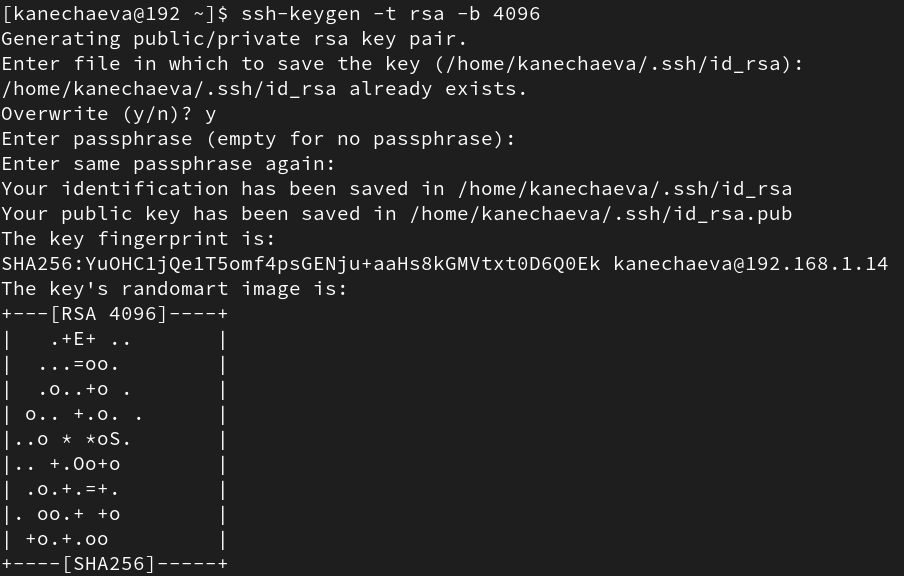 [kanechaeva@192 ~]$ ssh-keygen -t rsa -b 4096
Generating public/private rsa key pair.
Enter file in which to save the key (/home/kanechaeva/.ssh/id_rsa):
/home/kanechaeva/.ssh/id_rsa already exists.
Overwrite (y/n)? y
Enter passphrase (empty for no passphrase):
Enter same passphrase again:
Your identification has been saved in /home/kanechaeva/.ssh/id_rsa
Your public key has been saved in /home/kanechaeva/.ssh/id_rsa.pub
The key fingerprint is:
SHA256:YuOHC1jQe1T5omf4psGENju+aaHs8kGMVtxt0D6Q0Ek kanechaeva@192.168.1.14
The key's randomart image is:
+---[RSA 4096]----+
|   .+E+ ..       |
|  ...=oo.        |
|  .o..+o .       |
| o.. +.o. .      |
|..o * *oS.       |
|.. +.Oo+o        |
| .o.+.=+.        |
|. oo.+ +o        |
| +o.+.oo         |
+----[SHA256]-----+